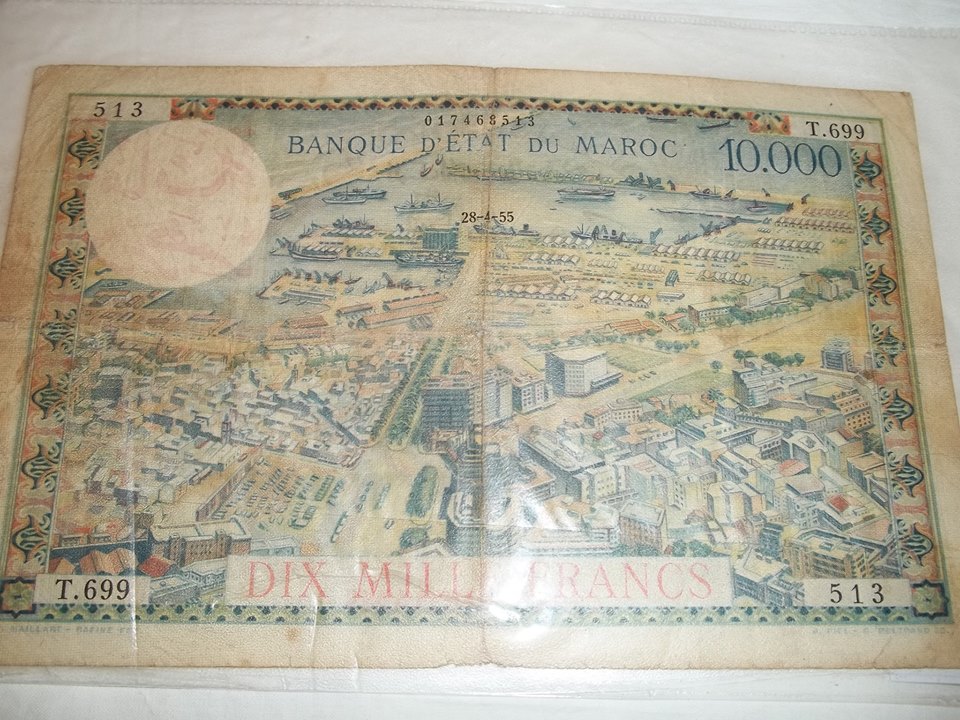 513
017468513
T.699
BANQUE D'ÉTAT DU MAROC
10.000
28-4-55
T.699
DIX MILLE FRANCS
513